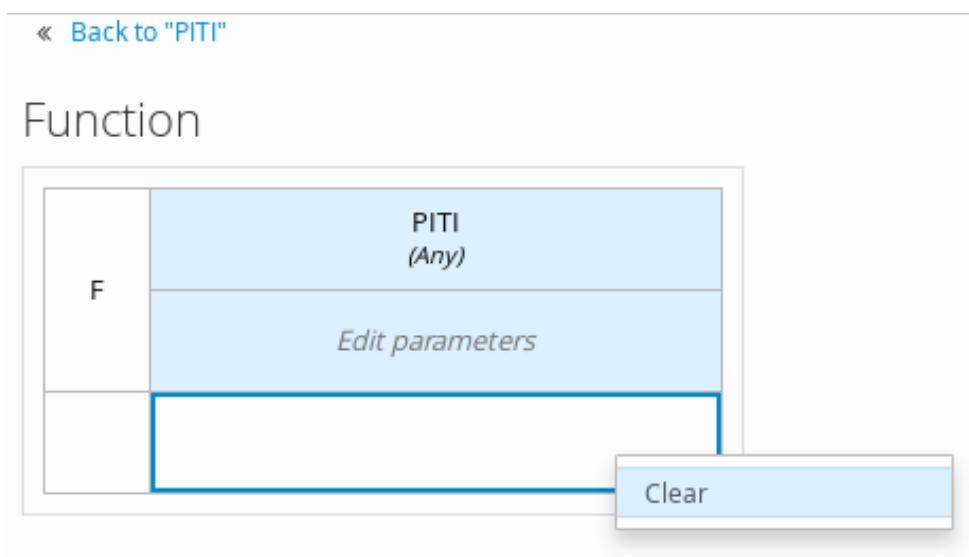 « Back to "PITI"
Function
PITI
(Any)
F
Edit parameters
Clear